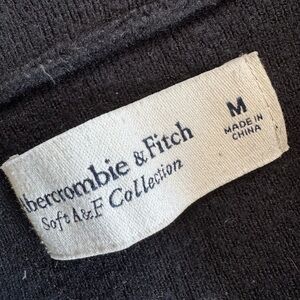 Abercrombie & Fitch
Soft A&F Collection
M
MADE IN
CHINA